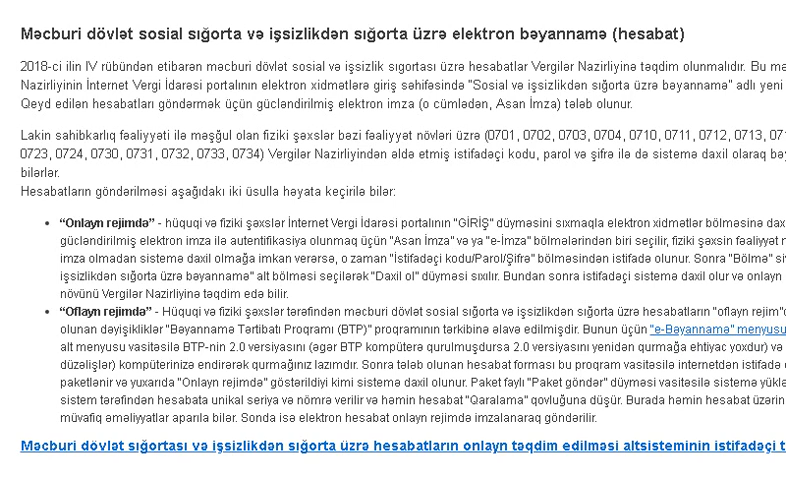 Məcburi dövlət sosial sığorta və işsizlikdən sığorta üzrə elektron bəyannamə (hesabat)
2018-ci ilin IV rübündən etibarən məcburi dövlət sosial və işsizlik sıgortası üzrə hesabatlar Vergilər Nazirliyinə təqdim olunmalıdır. Bu
Nazirliyinin İnternet Vergi İdarəsi portalının elektron xidmətlərə giriş səhifəsində "Sosial və işsizlikdən sığorta üzrə bəyannamə" adlı yeni
Qeyd edilən hesabatları göndərmək üçün gücləndirilmiş elektron imza (o cümlədən, Asan İmza) tələb olunur.
Lakin sahibkarlıq fəaliyyəti ilə məşğul olan fiziki şəxslər bəzi fəaliyyət növləri üzrə (0701, 0702, 0703, 0704, 0710, 0711, 0712, 0713,
0723, 0724, 0730, 0731, 0732, 0733, 0734) Vergilər Nazirliyindən əldə etmiş istifadəçi kodu, parol və şifrə ilə də sistemə daxil olaraq
bilərlər.
Hesabatların göndərilməsi aşağıdakı iki üsulla həyata keçirilə bilər:
• “Onlayn rejimdə” - hüquqi və fiziki şəxslər İnternet Vergi İdarəsi portalının "GİRİŞ" düyməsini sıxmaqla elektron xidmətlər bölməsinə
gücləndirilmiş elektron imza ilə autentifikasiya olunmaq üçün "Asan İmza" və ya "e-İmza" bölmələrindən biri seçilir, fiziki şəxsin fəaliyyət
imza olmadan sistemə daxil olmağa imkan verərsə, o zaman "İstifadəçi kodu/Parol/Şifrə" bölməsindən istifadə olunur. Sonra "Bölmə"
işsizlikdən sığorta üzrə bəyannamə" alt bölməsi seçilərək "Daxil ol" düyməsi sıxılır. Bundan sonra istifadəçi sistemə daxil olur və onlayn
növünü Vergilər Nazirliyinə təqdim edə bilir.
• “Oflayn rejimdə” - Hüquqi və fiziki şəxslər tərəfindən məcburi dövlət sosial sığorta və işsizlikdən sığorta üzrə hesabatların "oflayn rejim"
olunan dəyişikliklər "Bəyannamə Tərtibatı Proqramı (BTP)" proqramının tərkibinə əlavə edilmişdir. Bunun üçün "e-Bəyannamə" menyusu
alt menyusu vasitəsilə BTP-nin 2.0 versiyasını (əgər BTP kompüterə qurulmuşdursa 2.0 versiyasını yenidən qurmağa ehtiyac yoxdur) və
düzəlişlər) kompüterinizə endirərək qurmağınız lazımdır. Sonra tələb olunan hesabat forması bu proqram vasitəsilə internetdən istifadə
paketlənir və yuxarıda "Onlayn rejimdə" göstərildiyi kimi sistemə daxil olunur. Paket faylı "Paket göndər" düyməsi vasitəsilə sistemə
sistem tərəfindən hesabata unikal seriya və nömrə verilir və həmin hesabat "Qaralama" qovluğuna düşür. Burada həmin hesabat
müvafiq əməliyyatlar aparıla bilər. Sonda isə elektron hesabat onlayn rejimdə imzalanaraq göndərilir.
Məcburi dövlət sığortası və işsizlikdən sığorta üzrə hesabatların onlayn təqdim edilməsi altsisteminin istifadəçi